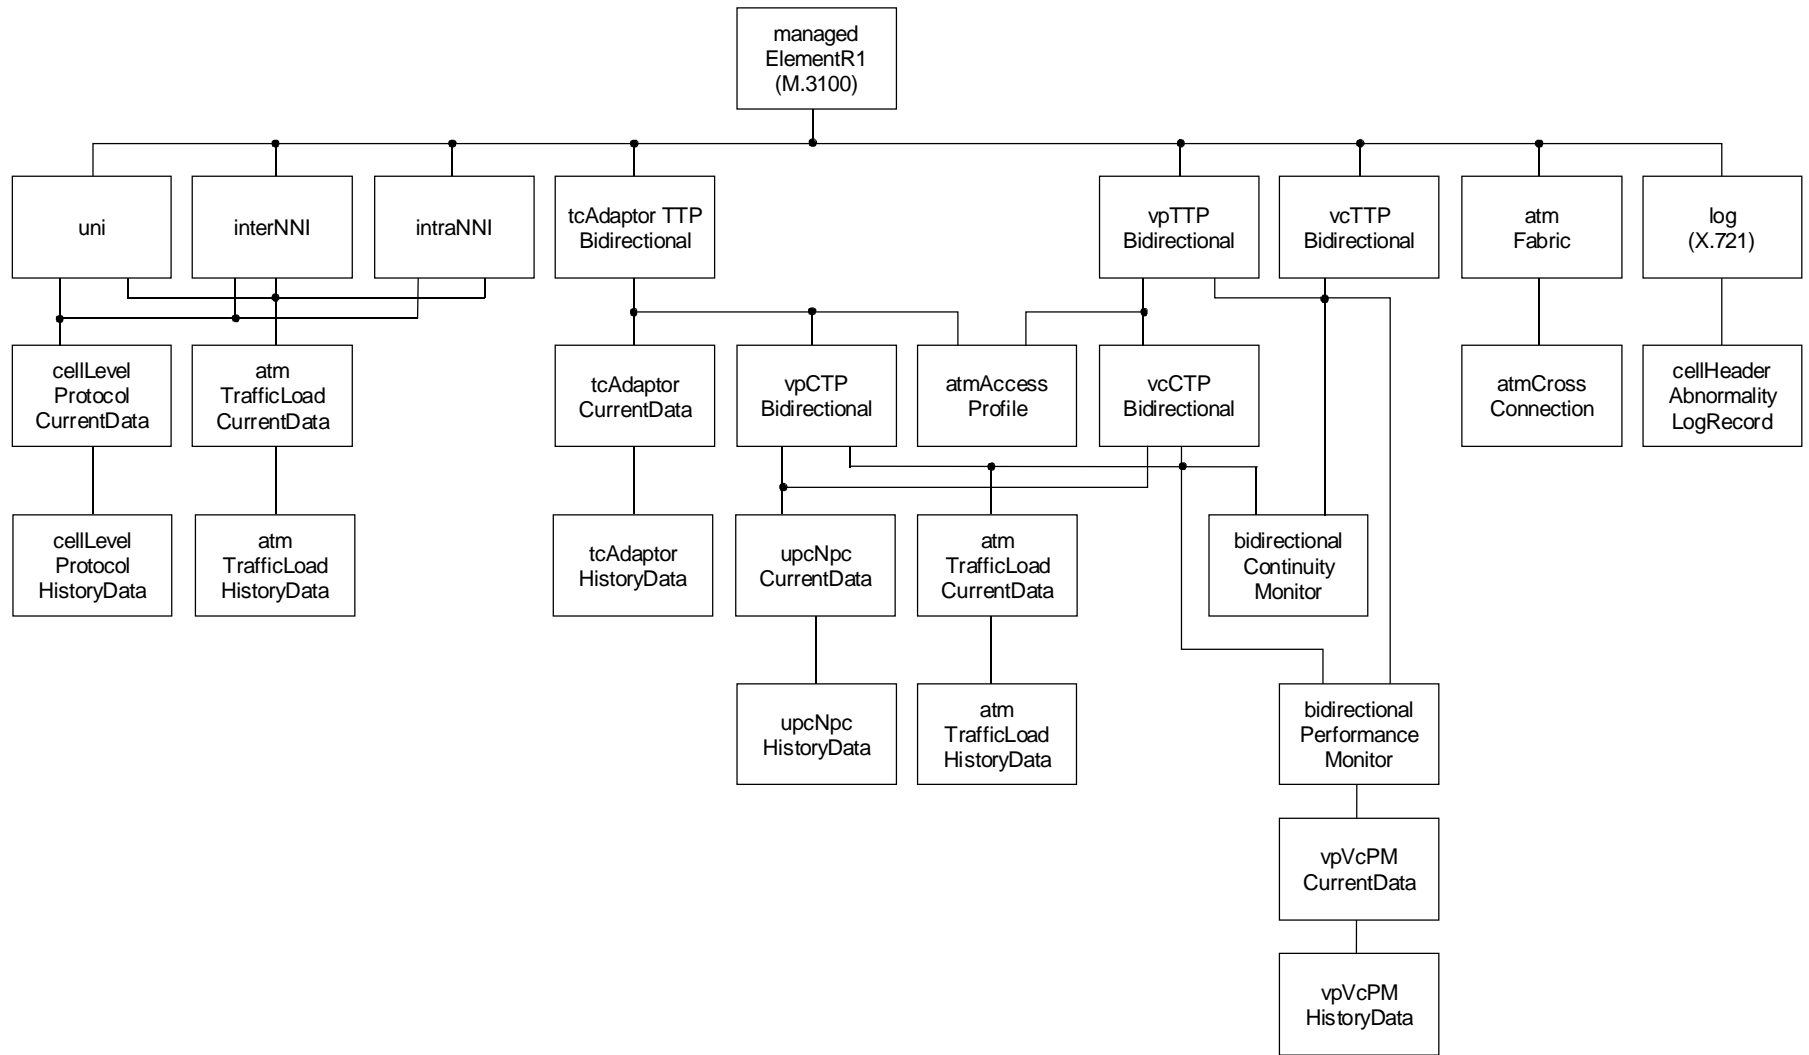 managed
ElementR1
(M.3100)
uni
interNNI
intraNNI
tcAdaptor TTP
Bidirectional
vpTTP
Bidirectional
vcTTP
Bidirectional
atm
Fabric
log
(X.721)
cellLevel
Protocol
CurrentData
atm
TrafficLoad
CurrentData
tcAdaptor
CurrentData
vpCTP
Bidirectional
atmAccess
Profile
vcCTP
Bidirectional
atmCross
Connection
cellHeader
Abnormality
LogRecord
cellLevel
Protocol
HistoryData
atm
TrafficLoad
HistoryData
tcAdaptor
HistoryData
upcNpc
CurrentData
atm
TrafficLoad
CurrentData
bidirectional
Continuity
Monitor
upcNpc
HistoryData
atm
TrafficLoad
HistoryData
bidirectional
Performance
Monitor
vpVcPM
CurrentData
vpVcPM
HistoryData